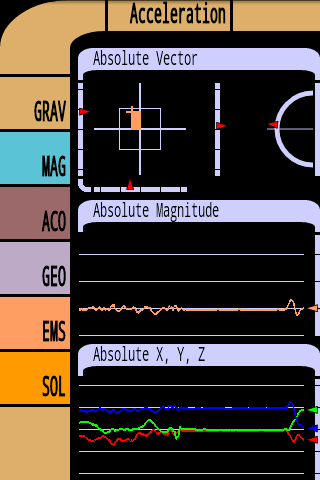 Acceleration
Absolute Vector
GRAV
MAG
ACO
GEO
EMS
SOL
Absolute Magnitude
Absolute X, Y, Z